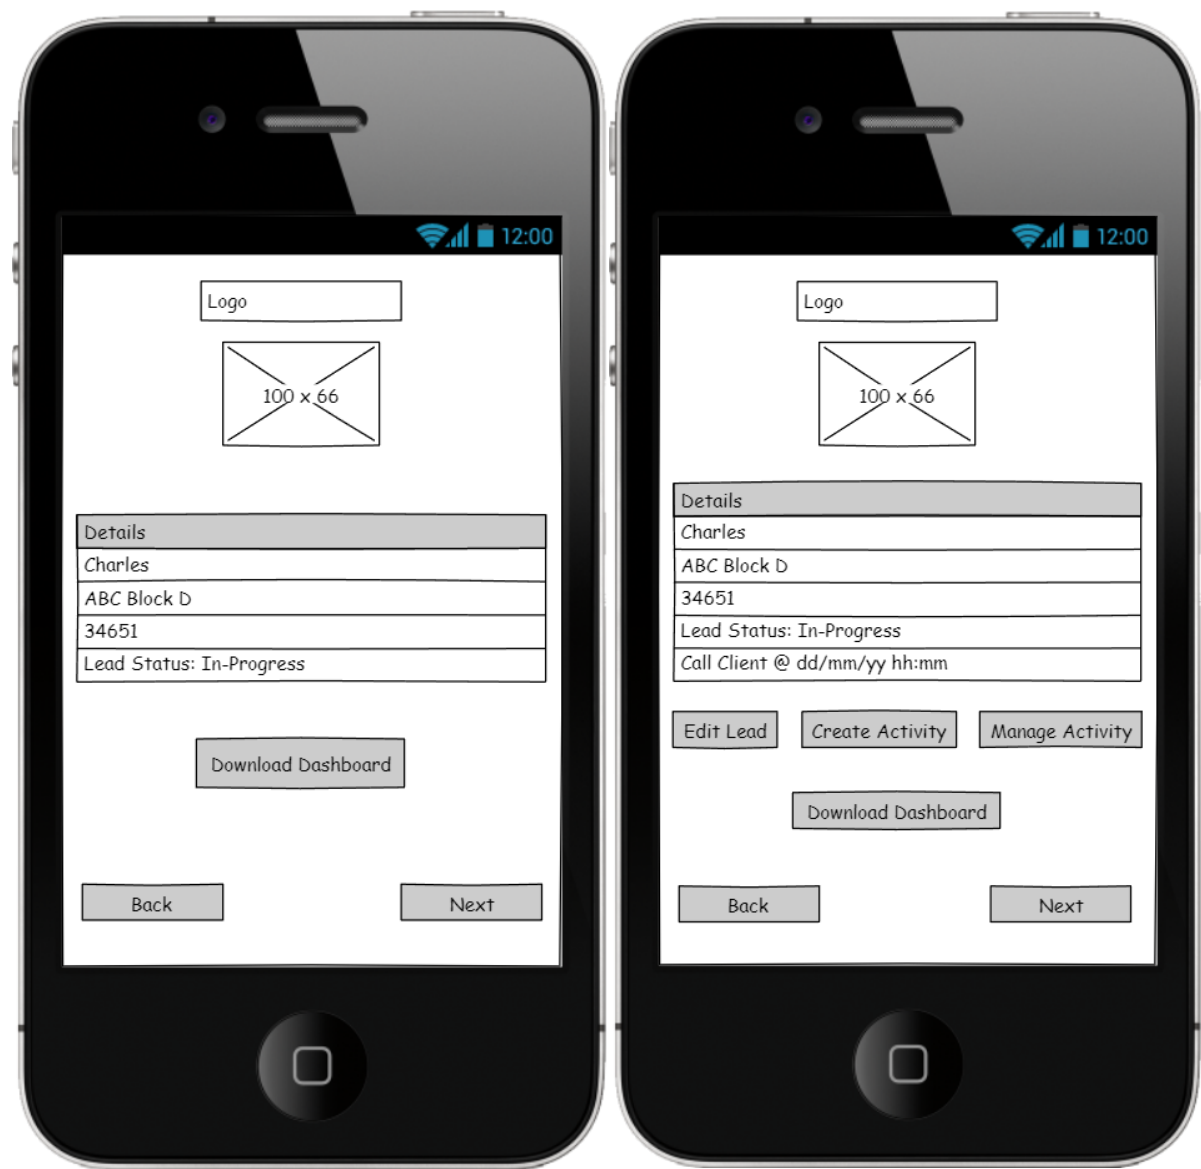 12:00
Logo
100 x 66
Details
Charles
ABC Block D
34651
Lead Status: In-Progress
Download Dashboard
Back Next
12:00
Logo
100 x 66
Details
Charles
ABC Block D
34651
Lead Status: In-Progress
Call Client @ dd/mm/yy hh:mm
Edit Lead Create Activity Manage Activity
Download Dashboard
Back Next